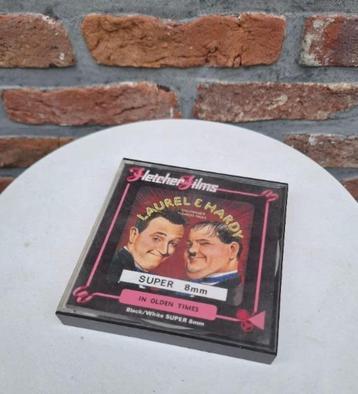 Fletcher Films
LAUREL & HARDY
SUPER 8mm
IN OLDEN TIMES
Black/White SUPER 8mm